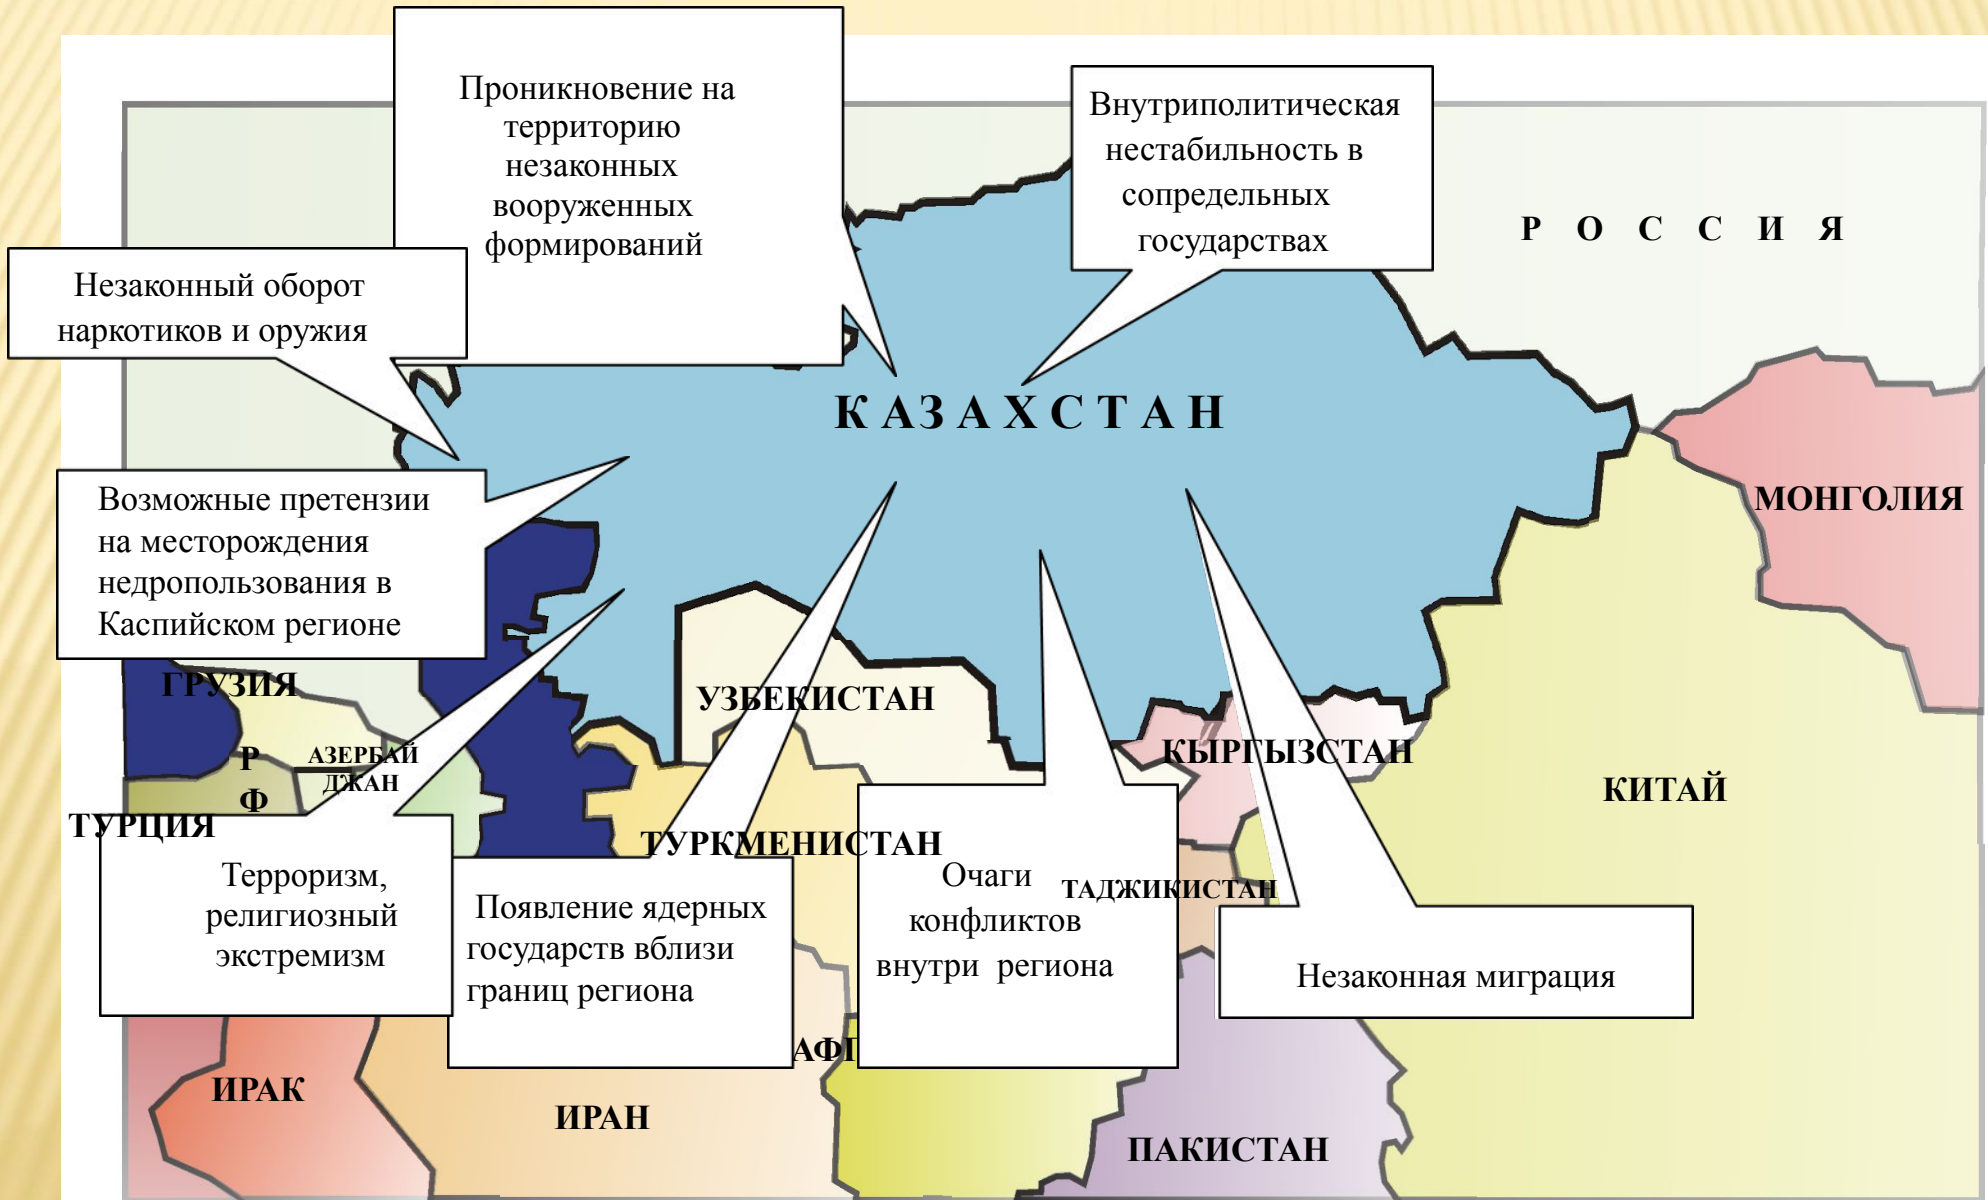 Проникновение на
территорию
незаконных
вооруженных
формирований
Внутриполитическая
нестабильность в
сопредельных
государствах
Р О С С И Я
Незаконный оборот
наркотиков и оружия
К А З А Х С Т А Н
Возможные претензии
на месторождения
недропользования в
Каспийском регионе
МОНГОЛИЯ
ГРУЗИЯ
УЗБЕКИСТАН
Р
Ф
АЗЕРБАЙ
ДЖАН
КЫРГЫЗСТАН
КИТАЙ
ТУРЦИЯ
ТУРКМЕНИСТАН
ТАДЖИКИСТАН
Терроризм,
религиозный
экстремизм
Появление ядерных
государств вблизи
границ региона
Очаги
конфликтов
внутри региона
Незаконная миграция
ИРАК
ИРАН
ПАКИСТАН